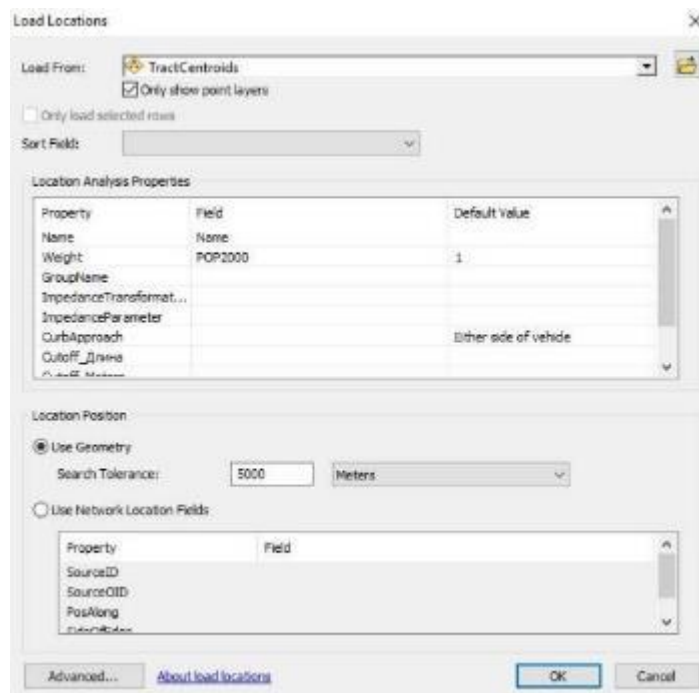 Load Locations
Load From: TractCentroids
Only show point layers
Only load selected rows
Sort Field:
Location Analysis Properties
Property Field Default Value
Name Name
Weight POP2000 1
GroupName
ImpedanceTransformat...
ImpedanceParameter
CurbApproach Either side of vehicle
Cutoff_Длина
Cutoff_Meters
Location Position
Use Geometry
Search Tolerance: 5000 Meters
Use Network Location Fields
Property Field
SourceID
SourceOID
PosAlong
SideOfEdge
Advanced... About load locations OK Cancel